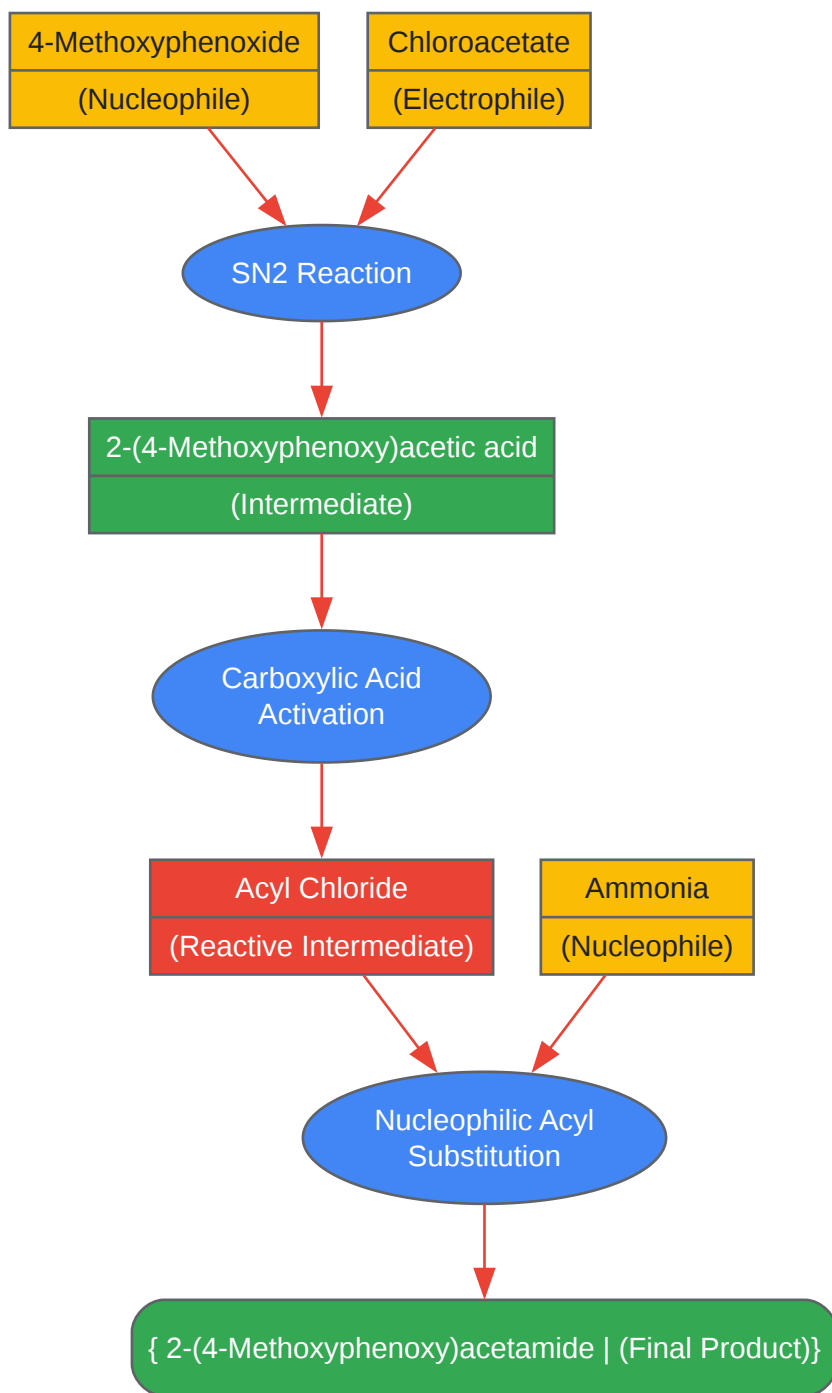 4-Methoxyphenoxide
(Nucleophile)
Chloroacetate
(Electrophile)
SN2 Reaction
2-(4-Methoxyphenoxy)acetic acid
(Intermediate)
Carboxylic Acid
Activation
Acyl Chloride
(Reactive Intermediate)
Ammonia
(Nucleophile)
Nucleophilic Acyl
Substitution
{ 2-(4-Methoxyphenoxy)acetamide | (Final Product)}